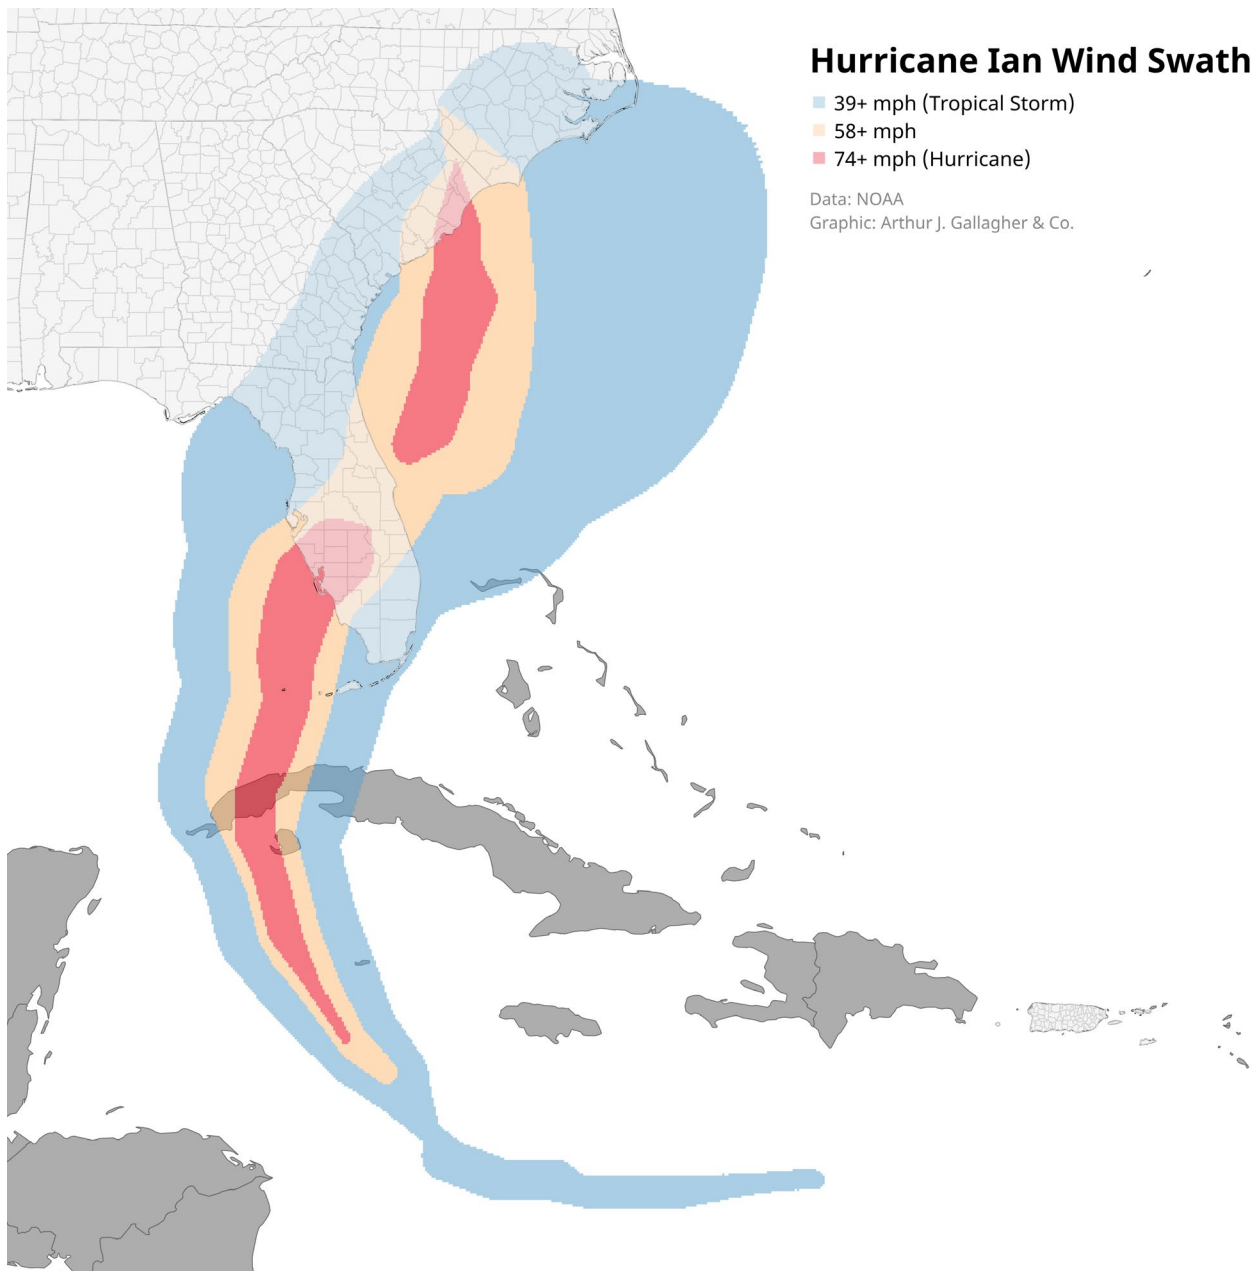 Hurricane Ian Wind Swath
39+ mph (Tropical Storm)
58+ mph
74+ mph (Hurricane)
Data: NOAA
Graphic: Arthur J. Gallagher & Co.